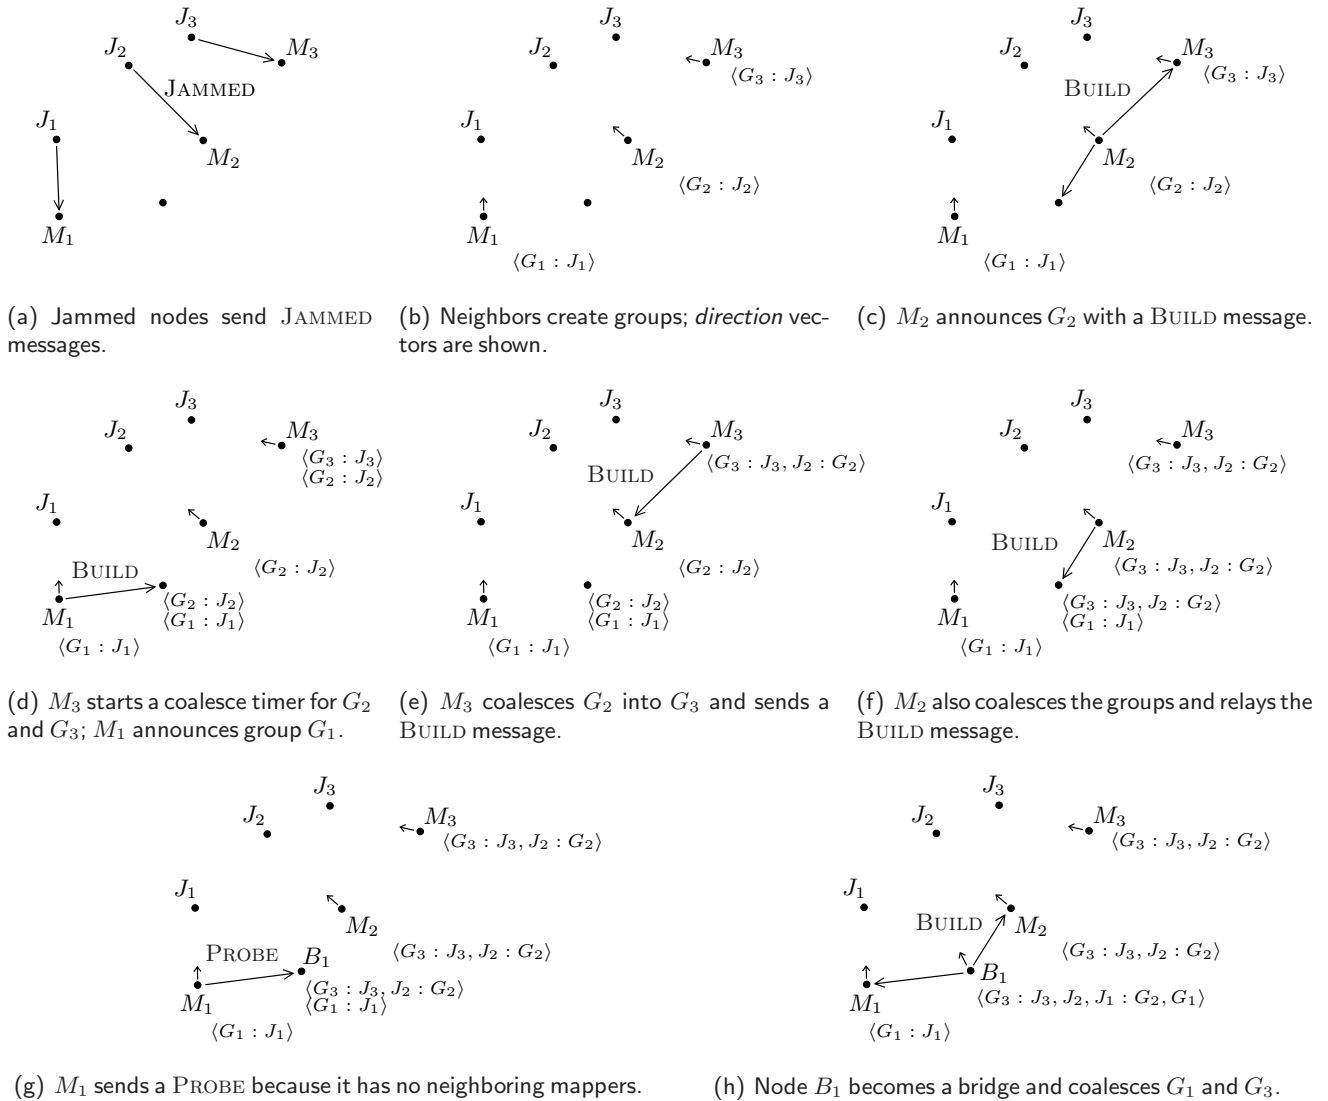 J₃
J₂
M₃
JAMMED
J₁
M₂
M₁
(a) Jammed nodes send JAMMED
messages.
J₃
J₂
M₃
⟨G₃ : J₃⟩
J₁
M₂
⟨G₂ : J₂⟩
M₁
⟨G₁ : J₁⟩
(b) Neighbors create groups; direction vec-
tors are shown.
J₃
J₂
M₃
⟨G₃ : J₃⟩
BUILD
J₁
M₂
⟨G₂ : J₂⟩
M₁
⟨G₁ : J₁⟩
(c) M₂ announces G₂ with a BUILD message.
J₃
J₂
M₃
⟨G₃ : J₃⟩
⟨G₂ : J₂⟩
J₁
M₂
⟨G₂ : J₂⟩
BUILD
⟨G₂ : J₂⟩
⟨G₁ : J₁⟩
M₁
⟨G₁ : J₁⟩
(d) M₃ starts a coalesce timer for G₂
and G₃; M₁ announces group G₁.
J₃
J₂
M₃
⟨G₃ : J₃, J₂ : G₂⟩
BUILD
J₁
M₂
⟨G₂ : J₂⟩
⟨G₂ : J₂⟩
⟨G₁ : J₁⟩
M₁
⟨G₁ : J₁⟩
(e) M₃ coalesces G₂ into G₃ and sends a
BUILD message.
J₃
J₂
M₃
⟨G₃ : J₃, J₂ : G₂⟩
J₁
BUILD
M₂
⟨G₃ : J₃, J₂ : G₂⟩
⟨G₃ : J₃, J₂ : G₂⟩
⟨G₁ : J₁⟩
M₁
⟨G₁ : J₁⟩
(f) M₂ also coalesces the groups and relays the
BUILD message.
J₃
J₂
M₃
⟨G₃ : J₃, J₂ : G₂⟩
J₁
M₂
⟨G₃ : J₃, J₂ : G₂⟩
PROBE
B₁
⟨G₃ : J₃, J₂ : G₂⟩
⟨G₁ : J₁⟩
M₁
⟨G₁ : J₁⟩
(g) M₁ sends a PROBE because it has no neighboring mappers.
J₃
J₂
M₃
⟨G₃ : J₃, J₂ : G₂⟩
J₁
BUILD
M₂
⟨G₃ : J₃, J₂ : G₂⟩
B₁
⟨G₃ : J₃, J₂, J₁ : G₂, G₁⟩
M₁
⟨G₁ : J₁⟩
(h) Node B₁ becomes a bridge and coalesces G₁ and G₃.